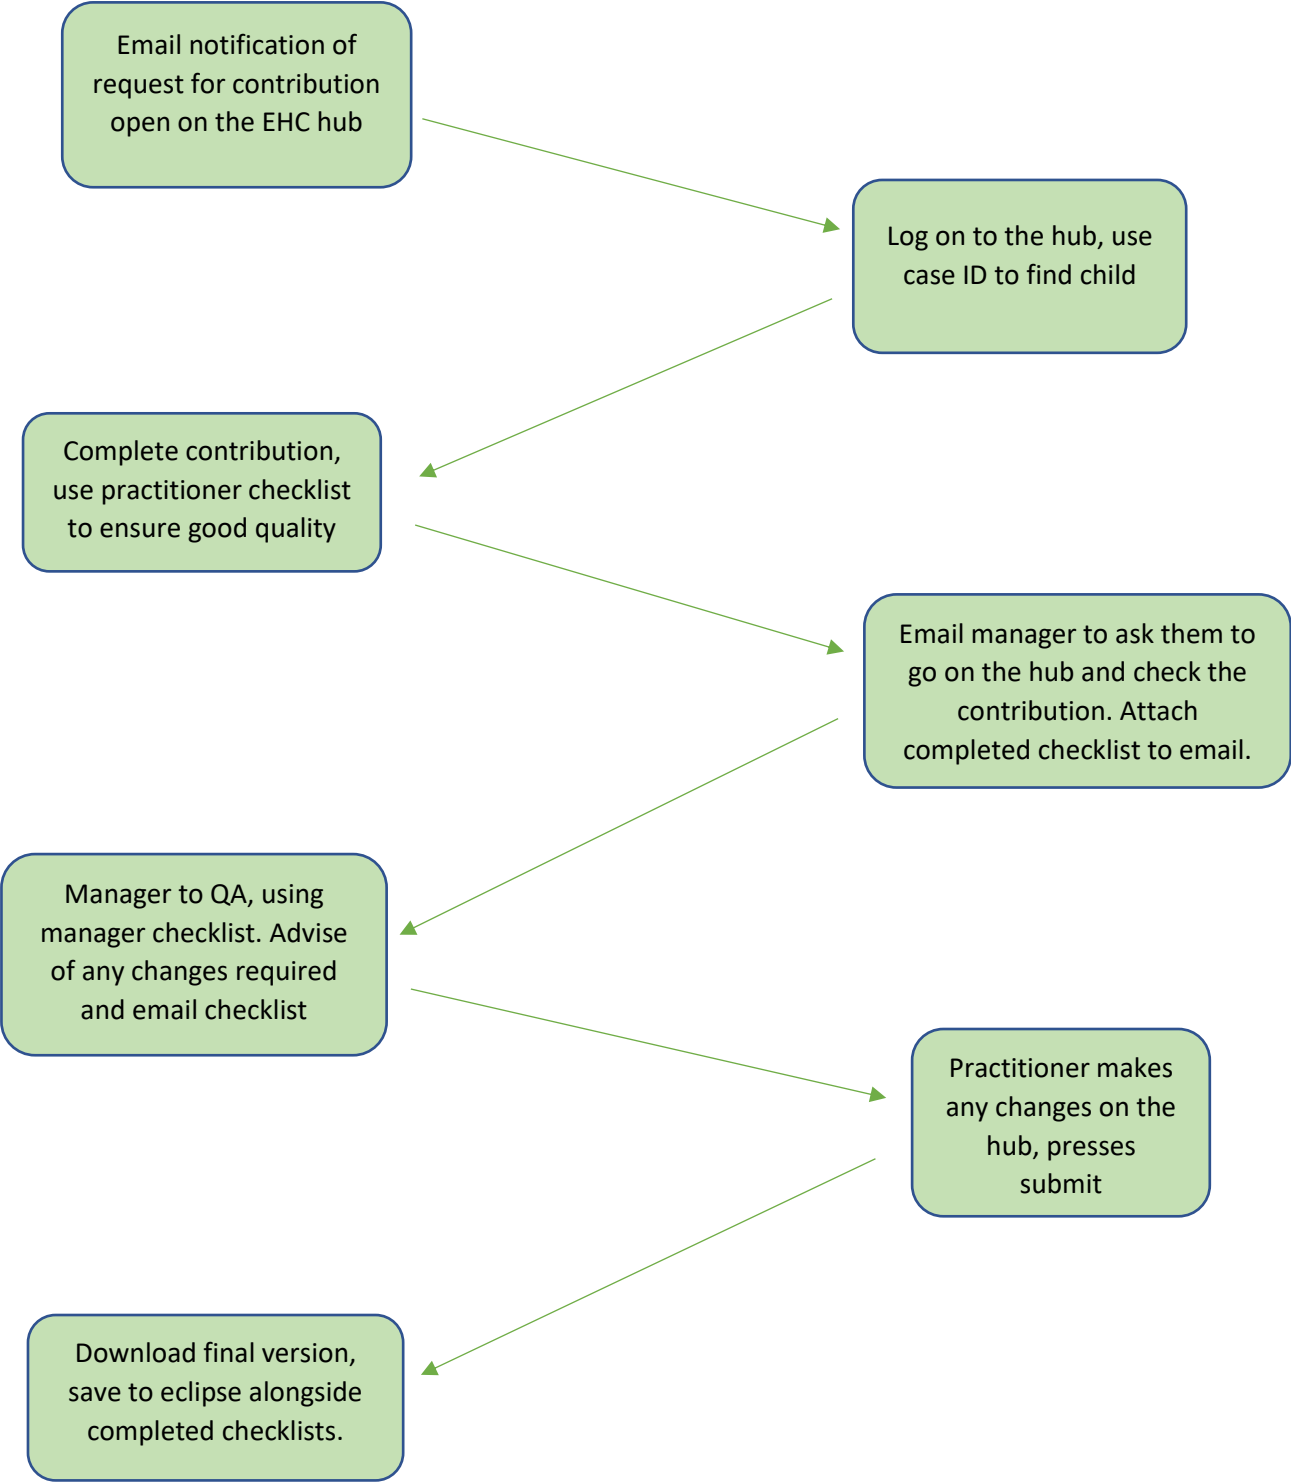 Email notification of
request for contribution
open on the EHC hub
Log on to the hub, use
case ID to find child
Complete contribution,
use practitioner checklist
to ensure good quality
Email manager to ask them to
go on the hub and check the
contribution. Attach
completed checklist to email.
Manager to QA, using
manager checklist. Advise
of any changes required
and email checklist
Practitioner makes
any changes on the
hub, presses
submit
Download final version,
save to eclipse alongside
completed checklists.